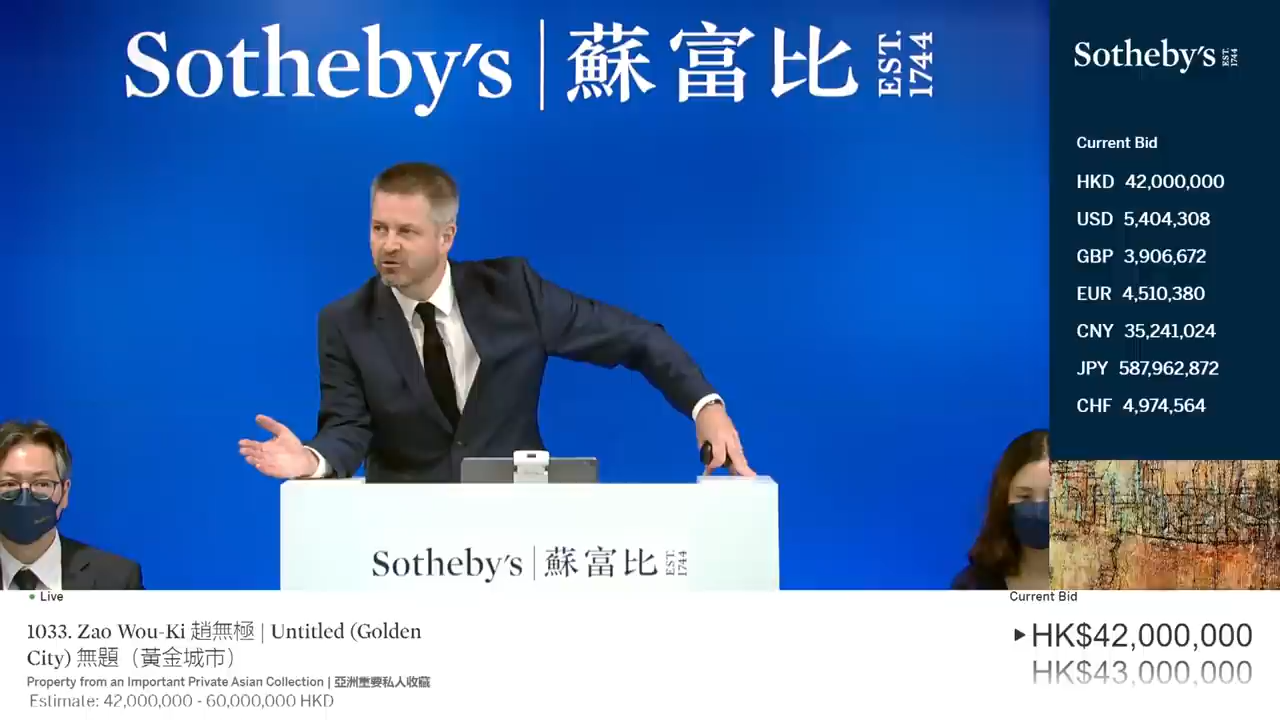 Sotheby's | 蘇富比 EST. 1744
Sotheby's EST. 1744
Current Bid
HKD 42,000,000
USD 5,404,308
GBP 3,906,672
EUR 4,510,380
CNY 35,241,024
JPY 587,962,872
CHF 4,974,564
Sotheby's | 蘇富比 EST. 1744
Live
1033. Zao Wou-Ki 趙無極 | Untitled (Golden
City) 無題（黃金城市）
Property from an Important Private Asian Collection | 亞洲重要私人收藏
Estimate: 42,000,000 - 60,000,000 HKD
Current Bid
HK$42,000,000
HK$43,000,000